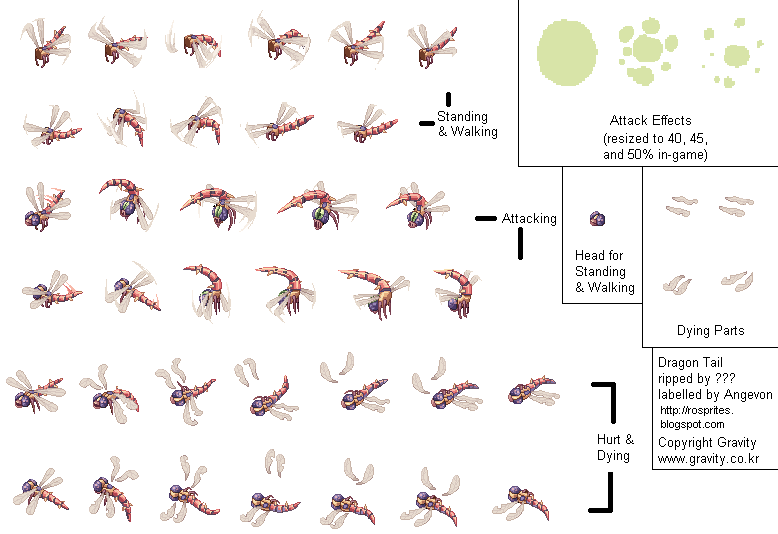 Attack Effects
(resized to 40, 45,
and 50% in-game)
Standing
& Walking
Attacking
Head for
Standing
& Walking
Dying Parts
Dragon Tail
ripped by ???
labelled by Angevon
http://rosprites.
blogspot.com
Copyright Gravity
www.gravity.co.kr
Hurt &
Dying